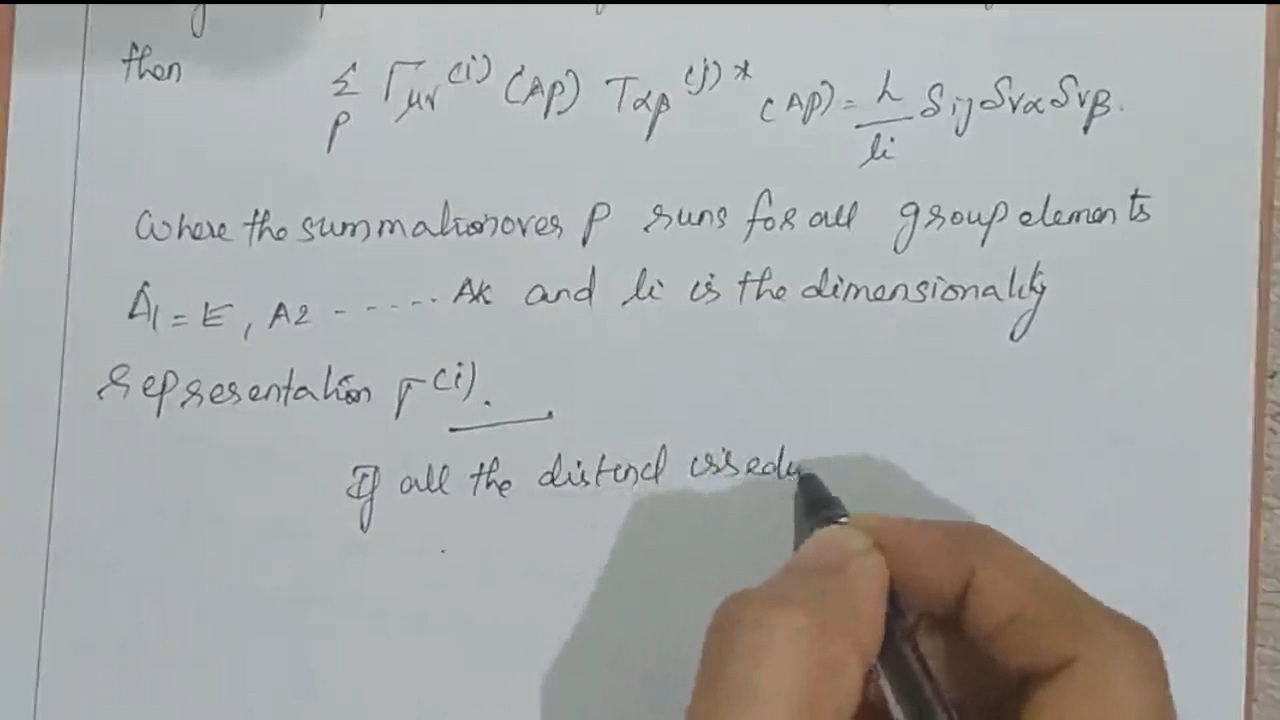 then
Σ Γμν^(i) (Ap) Tαβ^(j)* (Ap) = h/li δij δνα δνβ.
P
Where the summation over P runs for all group elements
A1 = E, A2 ------ AK and li is the dimensionality
representation Γ^(i).
If all the distinct